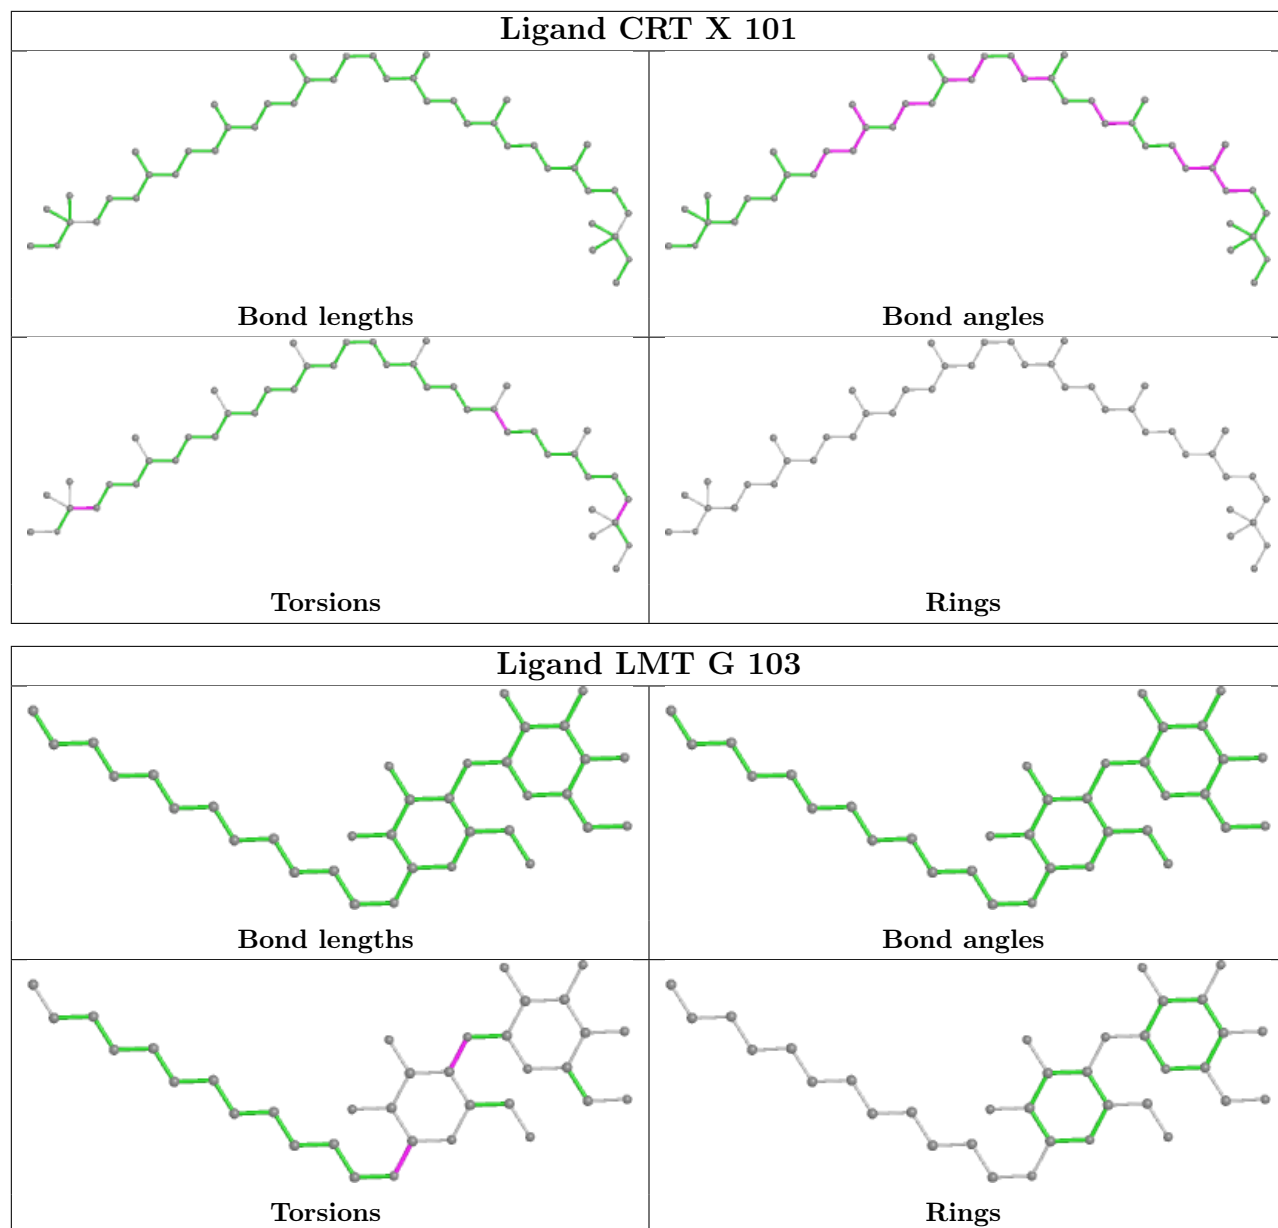 Ligand CRT X 101
Bond lengths
Bond angles
Torsions
Rings
Ligand LMT G 103
Bond lengths
Bond angles
Torsions
Rings